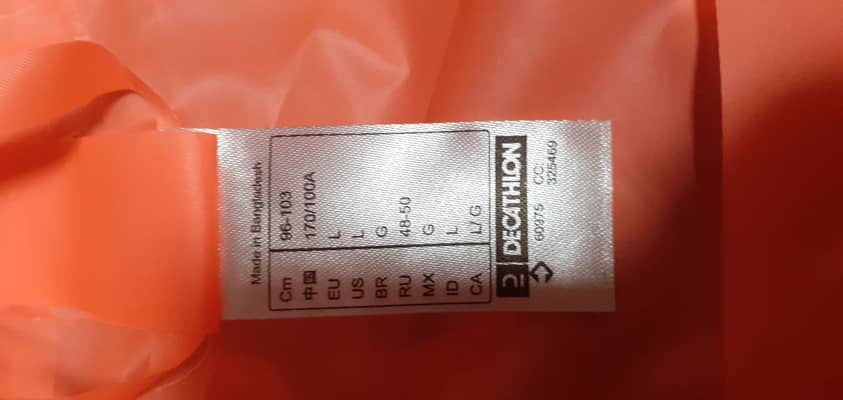 Made in Bangladesh
Cm 96-103
中国 170/100A
EU L
US L
BR G
RU 48-50
MX G
ID L
CA L/G
DECATHLON
60975 CC.
325469